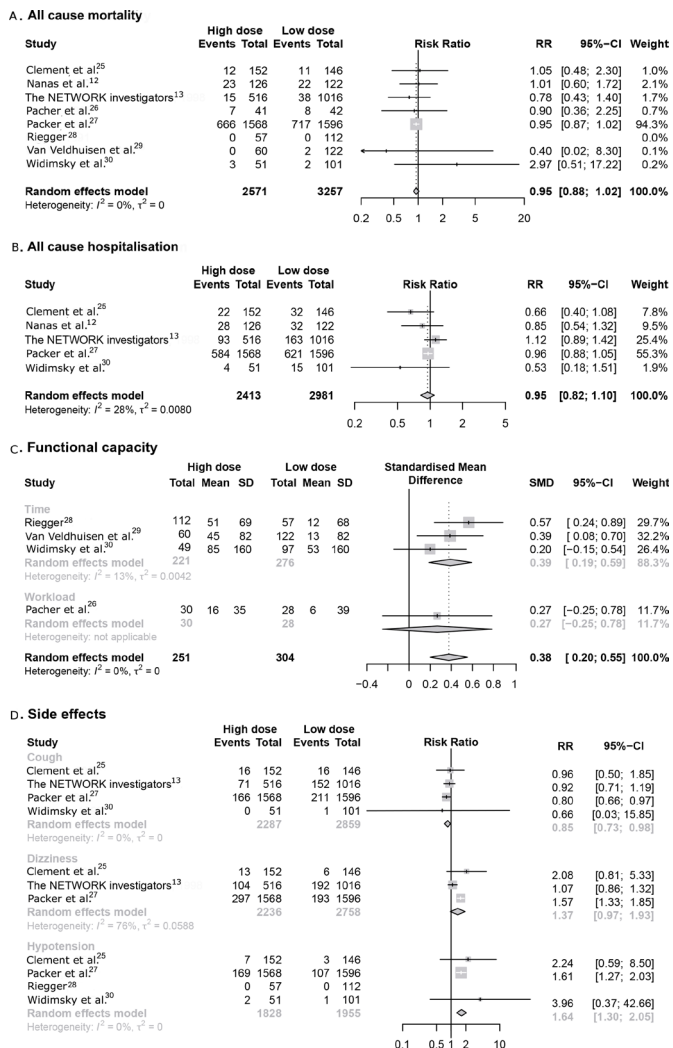 A. All cause mortality
High dose Low dose
Study Events Total Events Total Risk Ratio RR 95%−CI Weight
Clement et al.25 12 152 11 146 1.05 [0.48; 2.30] 1.0%
Nanas et al.12 23 126 22 122 1.01 [0.60; 1.72] 2.1%
The NETWORK investigators13 15 516 38 1016 0.78 [0.43; 1.40] 1.7%
Pacher et al.26 7 41 8 42 0.90 [0.36; 2.25] 0.7%
Packer et al.27 666 1568 717 1596 0.95 [0.87; 1.02] 94.3%
Riegger28 0 57 0 112 0.0%
Van Veldhuisen et al.29 0 60 2 122 0.40 [0.02; 8.30] 0.1%
Widimsky et al.30 3 51 2 101 2.97 [0.51; 17.22] 0.2%
Random effects model 2571 3257 0.95 [0.88; 1.02] 100.0%
Heterogeneity: I2 = 0%, τ2 = 0
0.2 0.5 1 2 5 20
B. All cause hospitalisation
High dose Low dose
Study Events Total Events Total Risk Ratio RR 95%−CI Weight
Clement et al.25 22 152 32 146 0.66 [0.40; 1.08] 7.8%
Nanas et al.12 28 126 32 122 0.85 [0.54; 1.32] 9.5%
The NETWORK investigators13 93 516 163 1016 1.12 [0.89; 1.42] 25.4%
Packer et al.27 584 1568 621 1596 0.96 [0.88; 1.05] 55.3%
Widimsky et al.30 4 51 15 101 0.53 [0.18; 1.51] 1.9%
Random effects model 2413 2981 0.95 [0.82; 1.10] 100.0%
Heterogeneity: I2 = 28%, τ2 = 0.0080
0.2 0.5 1 2 5
C. Functional capacity
High dose Low dose Standardised Mean
Study Total Mean SD Total Mean SD Difference SMD 95%−CI Weight
Time
Riegger28 112 51 69 57 12 68 0.57 [ 0.24; 0.89] 29.7%
Van Veldhuisen et al.29 60 45 82 122 13 82 0.39 [ 0.08; 0.70] 32.2%
Widimsky et al.30 49 85 160 97 53 160 0.20 [−0.15; 0.54] 26.4%
Random effects model 221 276 0.39 [ 0.19; 0.59] 88.3%
Heterogeneity: I2 = 13%, τ2 = 0.0042
Workload
Pacher et al.26 30 16 35 28 6 39 0.27 [−0.25; 0.78] 11.7%
Random effects model 30 28 0.27 [−0.25; 0.78] 11.7%
Heterogeneity: not applicable
Random effects model 251 304 0.38 [ 0.20; 0.55] 100.0%
Heterogeneity: I2 = 0%, τ2 = 0
−0.4 0 0.2 0.4 0.6 0.8 1
D. Side effects
High dose Low dose
Study Events Total Events Total Risk Ratio RR 95%−CI
Cough
Clement et al.25 16 152 16 146 0.96 [0.50; 1.85]
The NETWORK investigators13 71 516 152 1016 0.92 [0.71; 1.19]
Packer et al.27 166 1568 211 1596 0.80 [0.66; 0.97]
Widimsky et al.30 0 51 1 101 0.66 [0.03; 15.85]
Random effects model 2287 2859 0.85 [0.73; 0.98]
Heterogeneity: I2 = 0%, τ2 = 0
Dizziness
Clement et al.25 13 152 6 146 2.08 [0.81; 5.33]
The NETWORK investigators13 104 516 192 1016 1.07 [0.86; 1.32]
Packer et al.27 297 1568 193 1596 1.57 [1.33; 1.85]
Random effects model 2236 2758 1.37 [0.97; 1.93]
Heterogeneity: I2 = 76%, τ2 = 0.0588
Hypotension
Clement et al.25 7 152 3 146 2.24 [0.59; 8.50]
Packer et al.27 169 1568 107 1596 1.61 [1.27; 2.03]
Riegger28 0 57 0 112
Widimsky et al.30 2 51 1 101 3.96 [0.37; 42.66]
Random effects model 1828 1955 1.64 [1.30; 2.05]
Heterogeneity: I2 = 0%, τ2 = 0
0.1 0.5 1 2 10